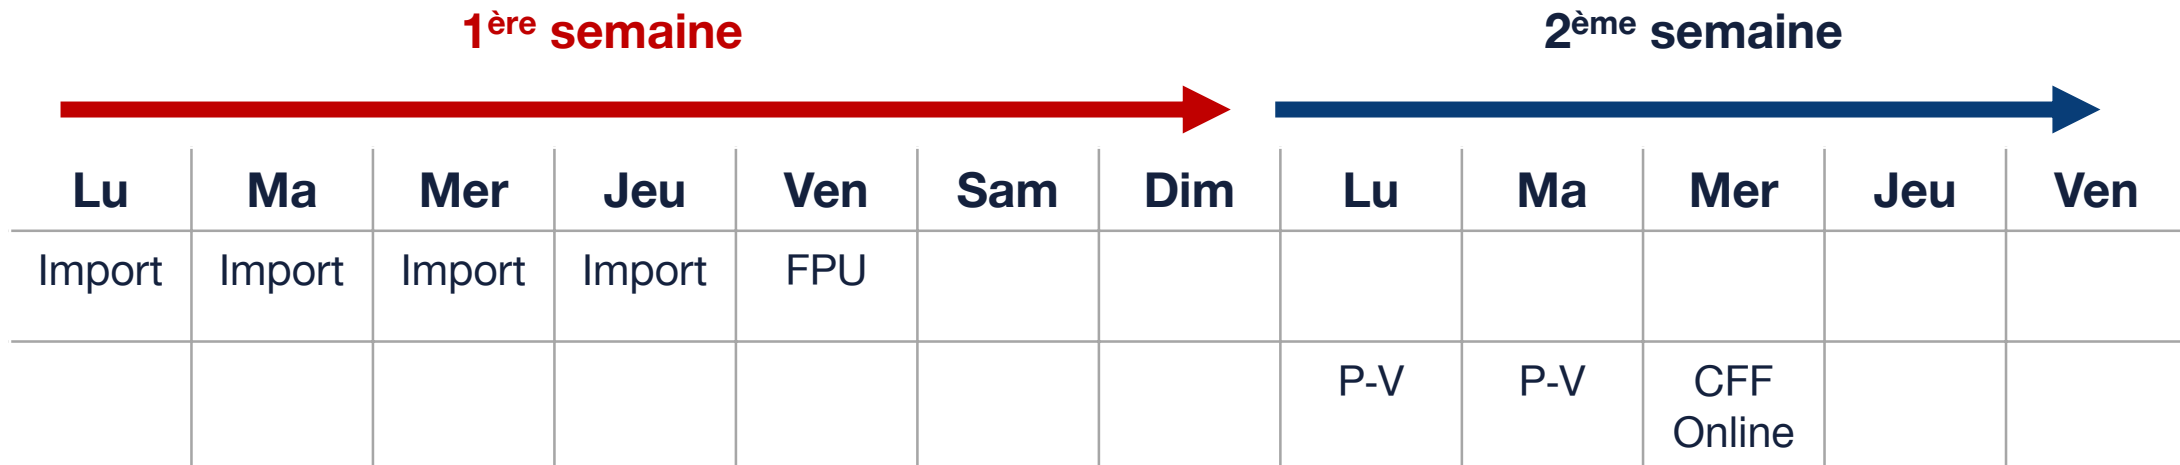 1ère semaine 2ème semaine
Lu Ma Mer Jeu Ven Sam Dim Lu Ma Mer Jeu Ven
Import Import Import Import FPU
P-V P-V CFF
Online